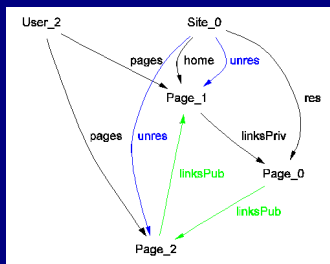 User_2
Site_0
pages
home
unres
Page_1
res
linksPriv
pages
unres
linksPub
Page_0
linksPub
Page_2